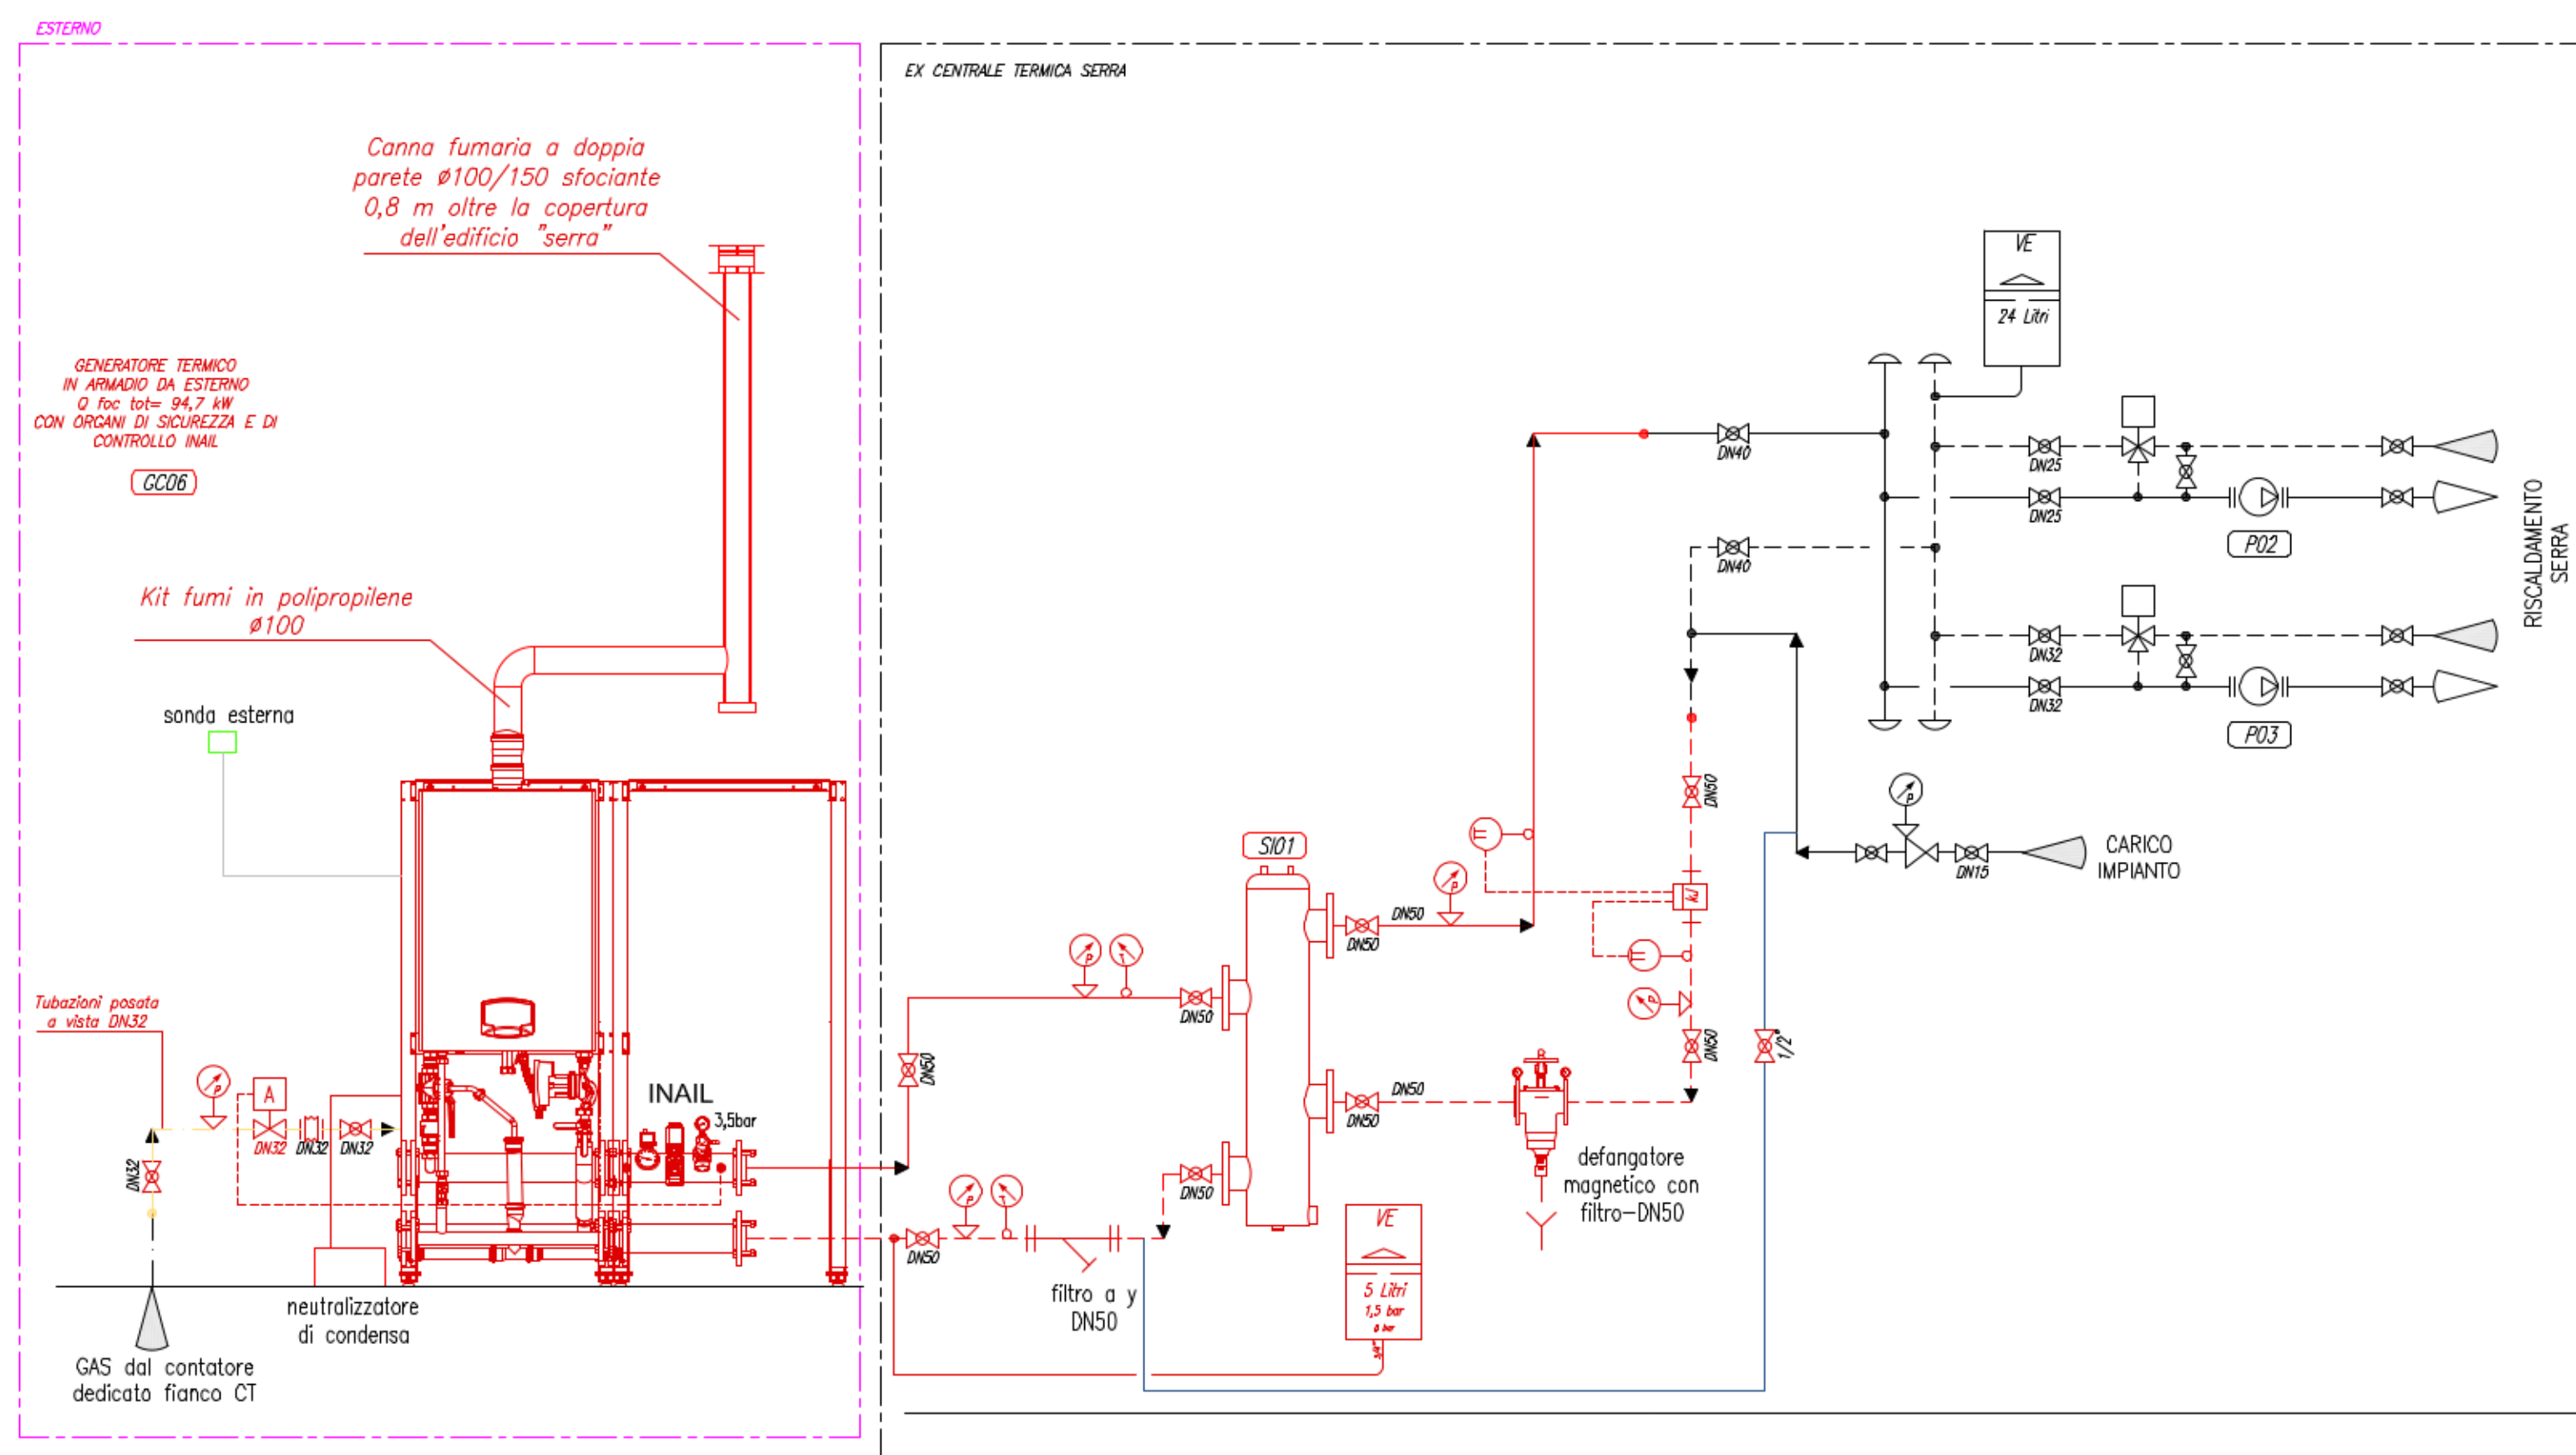 ESTERNO
EX CENTRALE TERMICA SERRA
Canna fumaria a doppia
parete ø100/150 sfociante
0,8 m oltre la copertura
dell'edificio "serra"
GENERATORE TERMICO
IN ARMADIO DA ESTERNO
Q foc tot= 94,7 kW
CON ORGANI DI SICUREZZA E DI
CONTROLLO INAIL
GC06
Kit fumi in polipropilene
ø100
sonda esterna
Tubazioni posata
a vista DN32
P
A
DN32
DN32
DN32
DN32
INAIL
3,5bar
neutralizzatore
di condensa
GAS dal contatore
dedicato fianco CT
DN50
P
T
DN50
P
T
DN50
DN50
filtro a y
DN50
SI01
DN50
DN50
P
DN50
DN50
VE
5 Litri
1,5 bar
3/4"
defangatore
magnetico con
filtro-DN50
T
T
P
kJ
DN50
DN50
1/2"
DN40
DN40
VE
24 Litri
DN25
DN25
P02
DN32
DN32
P03
RISCALDAMENTO
SERRA
P
DN15
CARICO
IMPIANTO